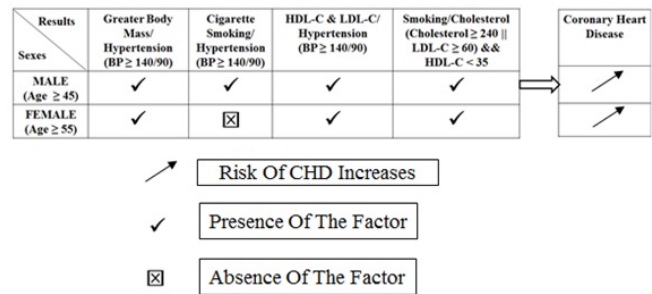 Results
Sexes
Greater Body
Mass/
Hypertension
(BP ≥ 140/90)
Cigarette
Smoking/
Hypertension
(BP ≥ 140/90)
HDL-C & LDL-C/
Hypertension
(BP ≥ 140/90)
Smoking/Cholesterol
(Cholesterol ≥ 240 ||
LDL-C ≥ 60) &&
HDL-C < 35
Coronary Heart
Disease
MALE
(Age ≥ 45)
FEMALE
(Age ≥ 55)
Risk Of CHD Increases
Presence Of The Factor
Absence Of The Factor